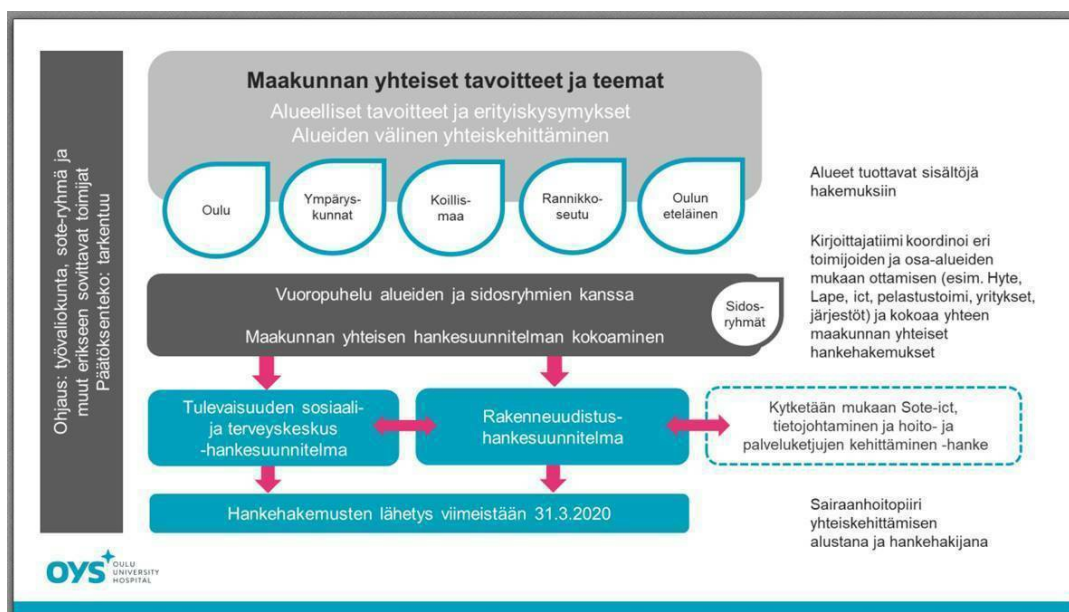 Ohjaus: työvaliokunta, sote-ryhmä ja
muut erikseen sovittavat toimijat
Päätöksenteko: tarkentuu
Maakunnan yhteiset tavoitteet ja teemat
Alueelliset tavoitteet ja erityiskysymykset
Alueiden välinen yhteiskehittäminen
Oulu
Ympärys-
kunnat
Koillis-
maa
Rannikko-
seutu
Oulun
eteläinen
Alueet tuottavat sisältöjä
hakemuksiin
Vuoropuhelu alueiden ja sidosryhmien kanssa
Maakunnan yhteisen hankesuunnitelman kokoaminen
Sidos-
ryhmät
Kirjoittajatiimi koordinoi eri
toimijoiden ja osa-alueiden
mukaan ottamisen (esim. Hyte,
Lape, ict, pelastustoimi, yritykset,
järjestöt) ja kokoaa yhteen
maakunnan yhteiset
hankehakemukset
Tulevaisuuden sosiaali-
ja terveyskeskus
-hankesuunnitelma
Rakenneuudistus-
hankesuunnitelma
Kytketään mukaan Sote-ict,
tietojohtaminen ja hoito- ja
palveluketjujen kehittäminen -hanke
Hankehakemusten lähetys viimeistään 31.3.2020
Sairaanhoitopiiri
yhteiskehittämisen
alustana ja hankehakijana
OYS
OULU
UNIVERSITY
HOSPITAL